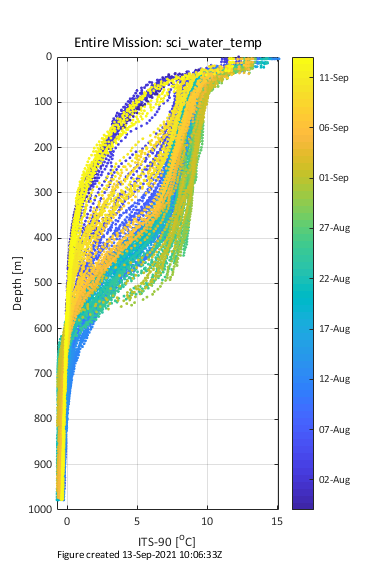 Entire Mission: sci_water_temp
0
100
200
300
400
500
600
700
800
900
1000
Depth [m]
0
5
10
15
ITS-90 [°C]
11-Sep
06-Sep
01-Sep
27-Aug
22-Aug
17-Aug
12-Aug
07-Aug
02-Aug
Figure created 13-Sep-2021 10:06:33Z